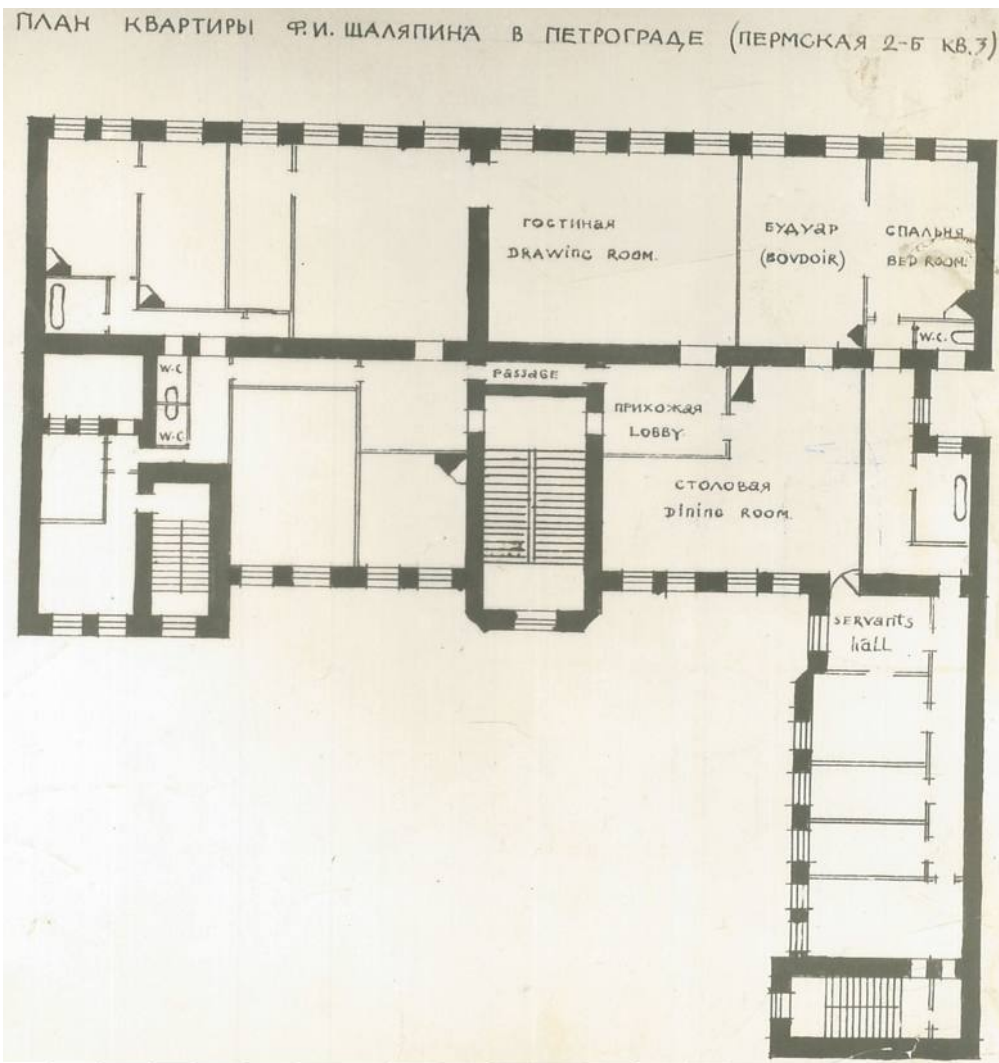 ПЛАН КВАРТИРЫ Ф.И. ШАЛЯПИНА В ПЕТРОГРАДЕ (ПЕРМСКАЯ 2-Б КВ.3)
ГОСТИНАЯ
DRAWING ROOM.
БУДУАР
(BOVDOIR)
СПАЛЬНЯ
BED ROOM.
W.C.
W.C
W.C.
PASSAGE
ПРИХОЖАЯ
LOBBY
СТОЛОВАЯ
DINING ROOM.
SERVANTS
HALL